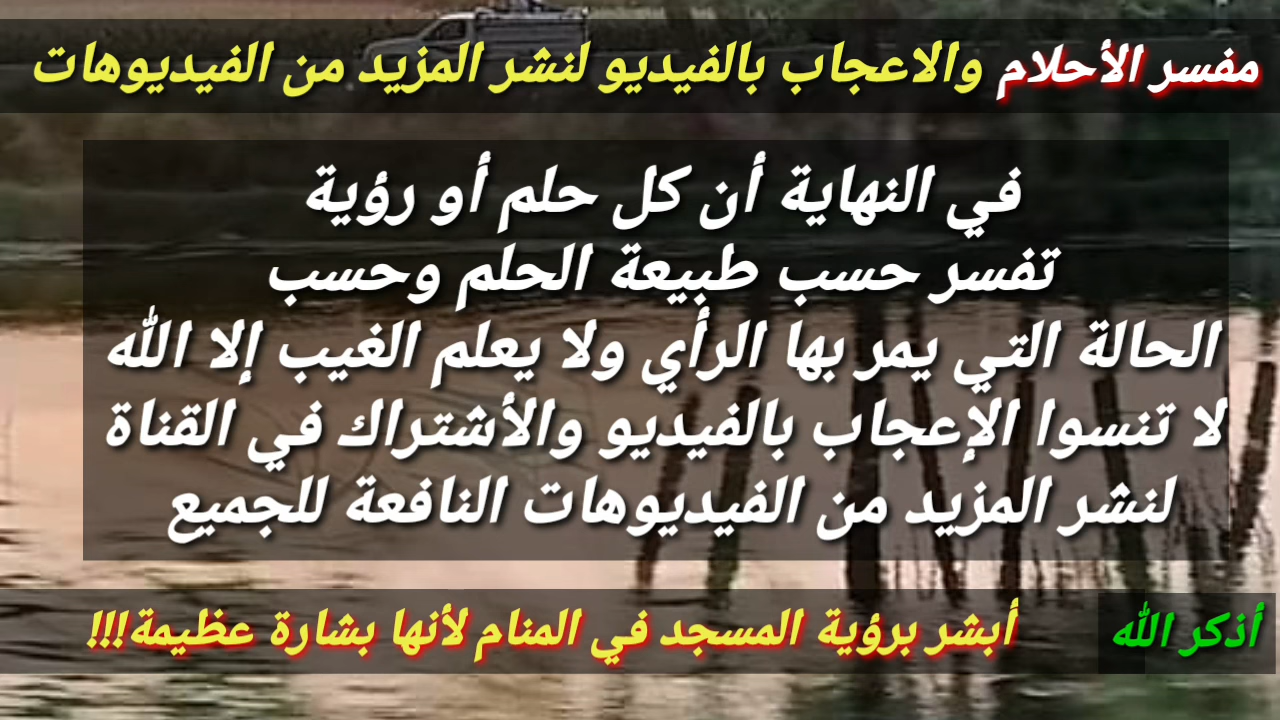 مفسر الأحلام والاعجاب بالفيديو لنشر المزيد من الفيديوهات
في النهاية أن كل حلم أو رؤية
تفسر حسب طبيعة الحلم وحسب
الحالة التي يمر بها الرأي ولا يعلم الغيب إلا الله
لا تنسوا الإعجاب بالفيديو والأشتراك في القناة
لنشر المزيد من الفيديوهات النافعة للجميع
أذكر الله
أبشر برؤية المسجد في المنام لأنها بشارة عظيمة!!!